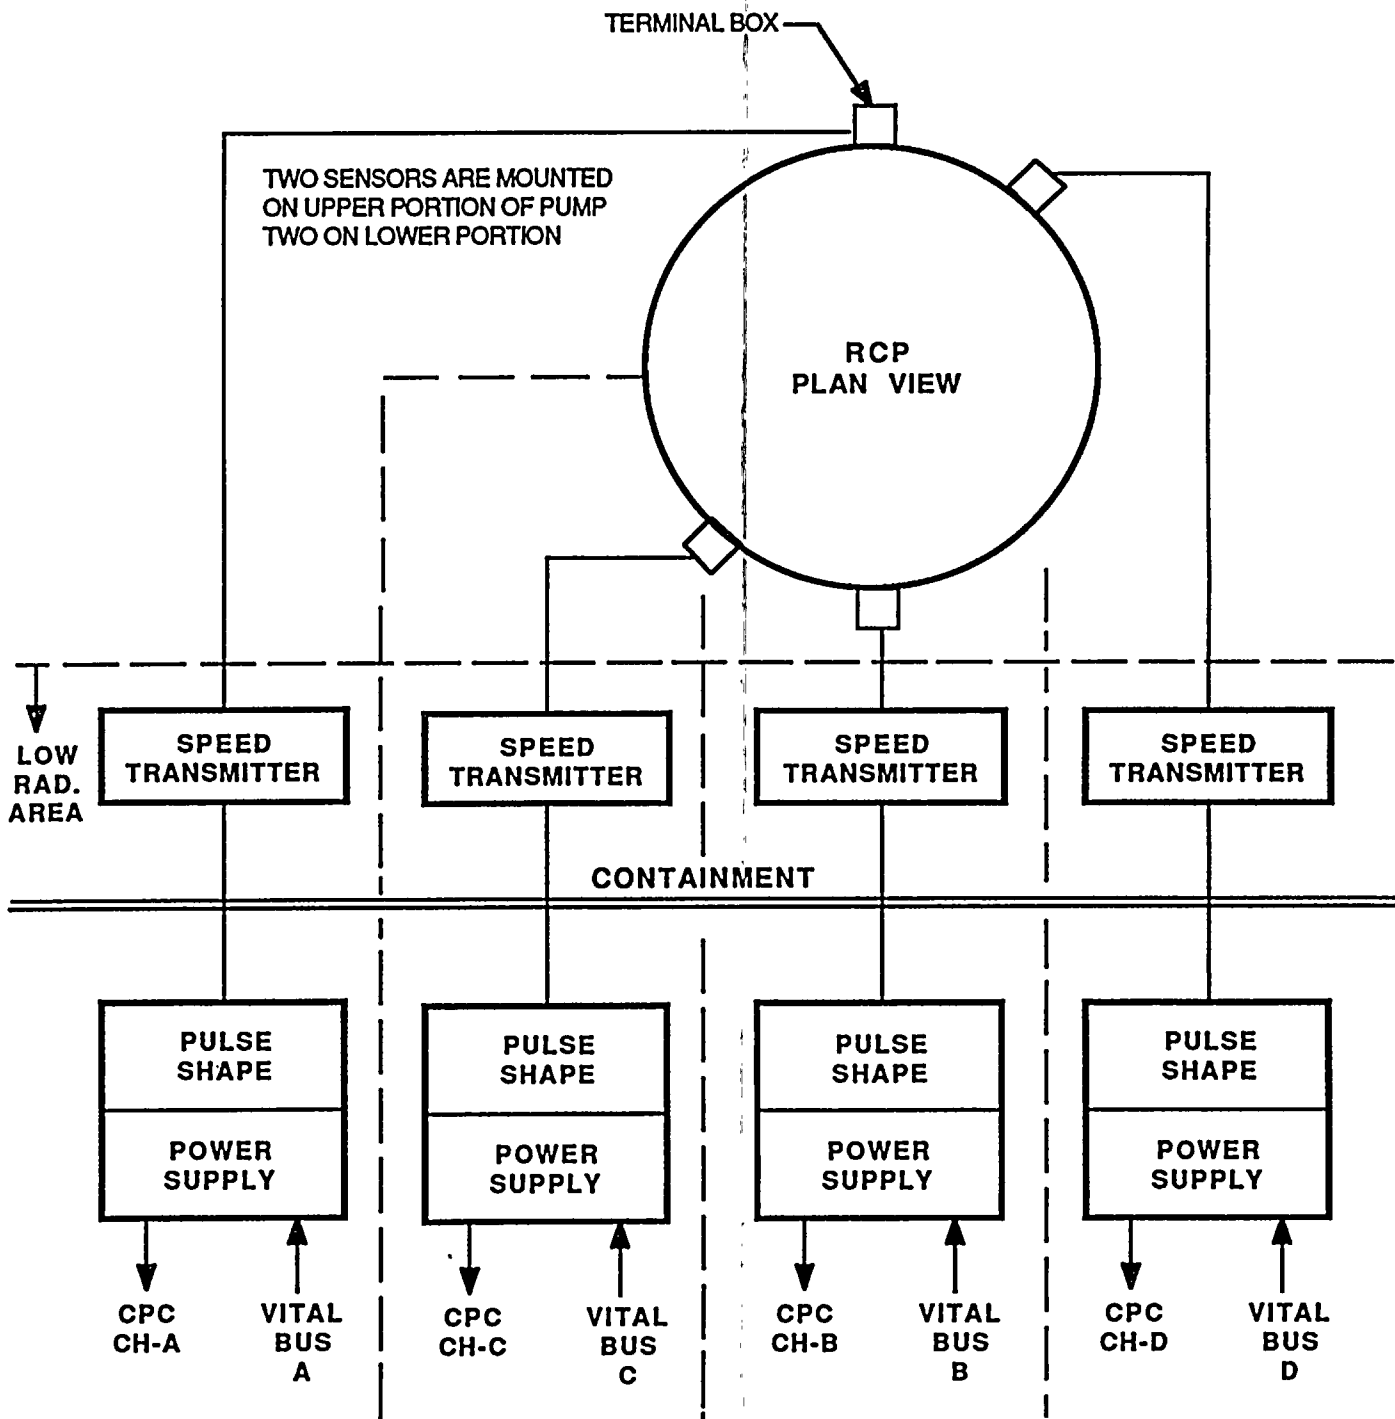 TERMINAL BOX
TWO SENSORS ARE MOUNTED
ON UPPER PORTION OF PUMP
TWO ON LOWER PORTION
RCP
PLAN VIEW
LOW
RAD.
AREA
SPEED
TRANSMITTER
SPEED
TRANSMITTER
SPEED
TRANSMITTER
SPEED
TRANSMITTER
CONTAINMENT
PULSE
SHAPE
POWER
SUPPLY
PULSE
SHAPE
POWER
SUPPLY
PULSE
SHAPE
POWER
SUPPLY
PULSE
SHAPE
POWER
SUPPLY
CPC
CH-A
VITAL
BUS
A
CPC
CH-C
VITAL
BUS
C
CPC
CH-B
VITAL
BUS
B
CPC
CH-D
VITAL
BUS
D